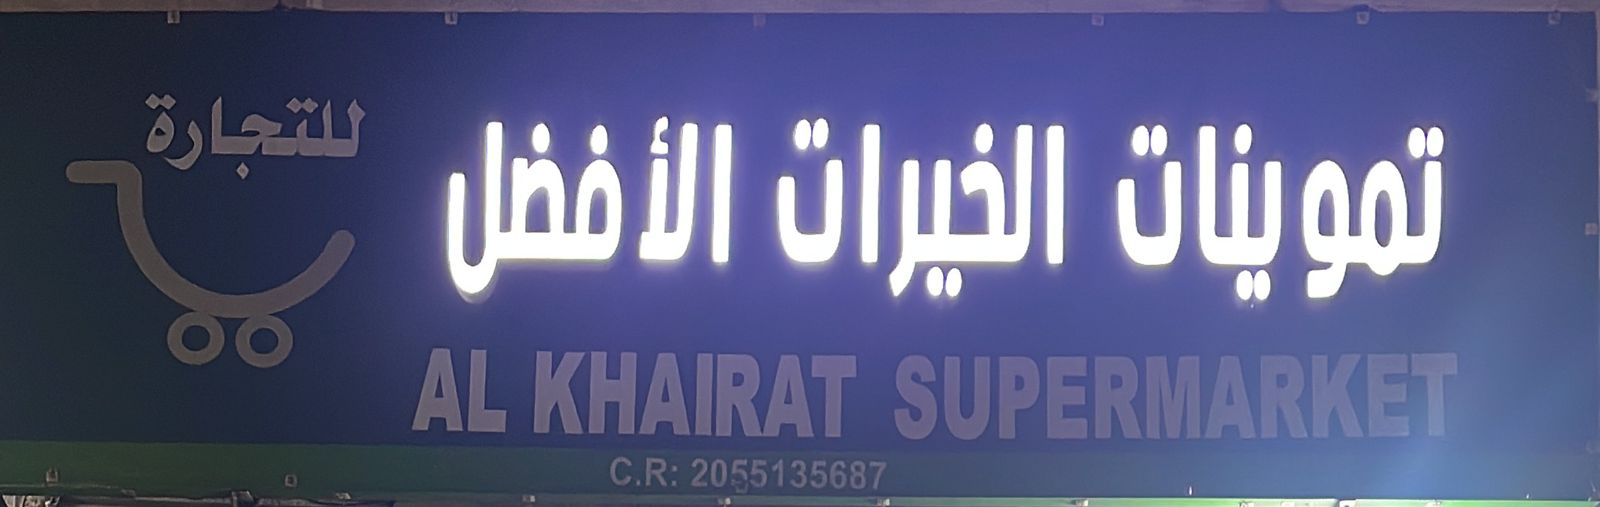 تموينات الخيرات الأفضل
للتجارة
AL KHAIRAT SUPERMARKET
C.R: 2055135687